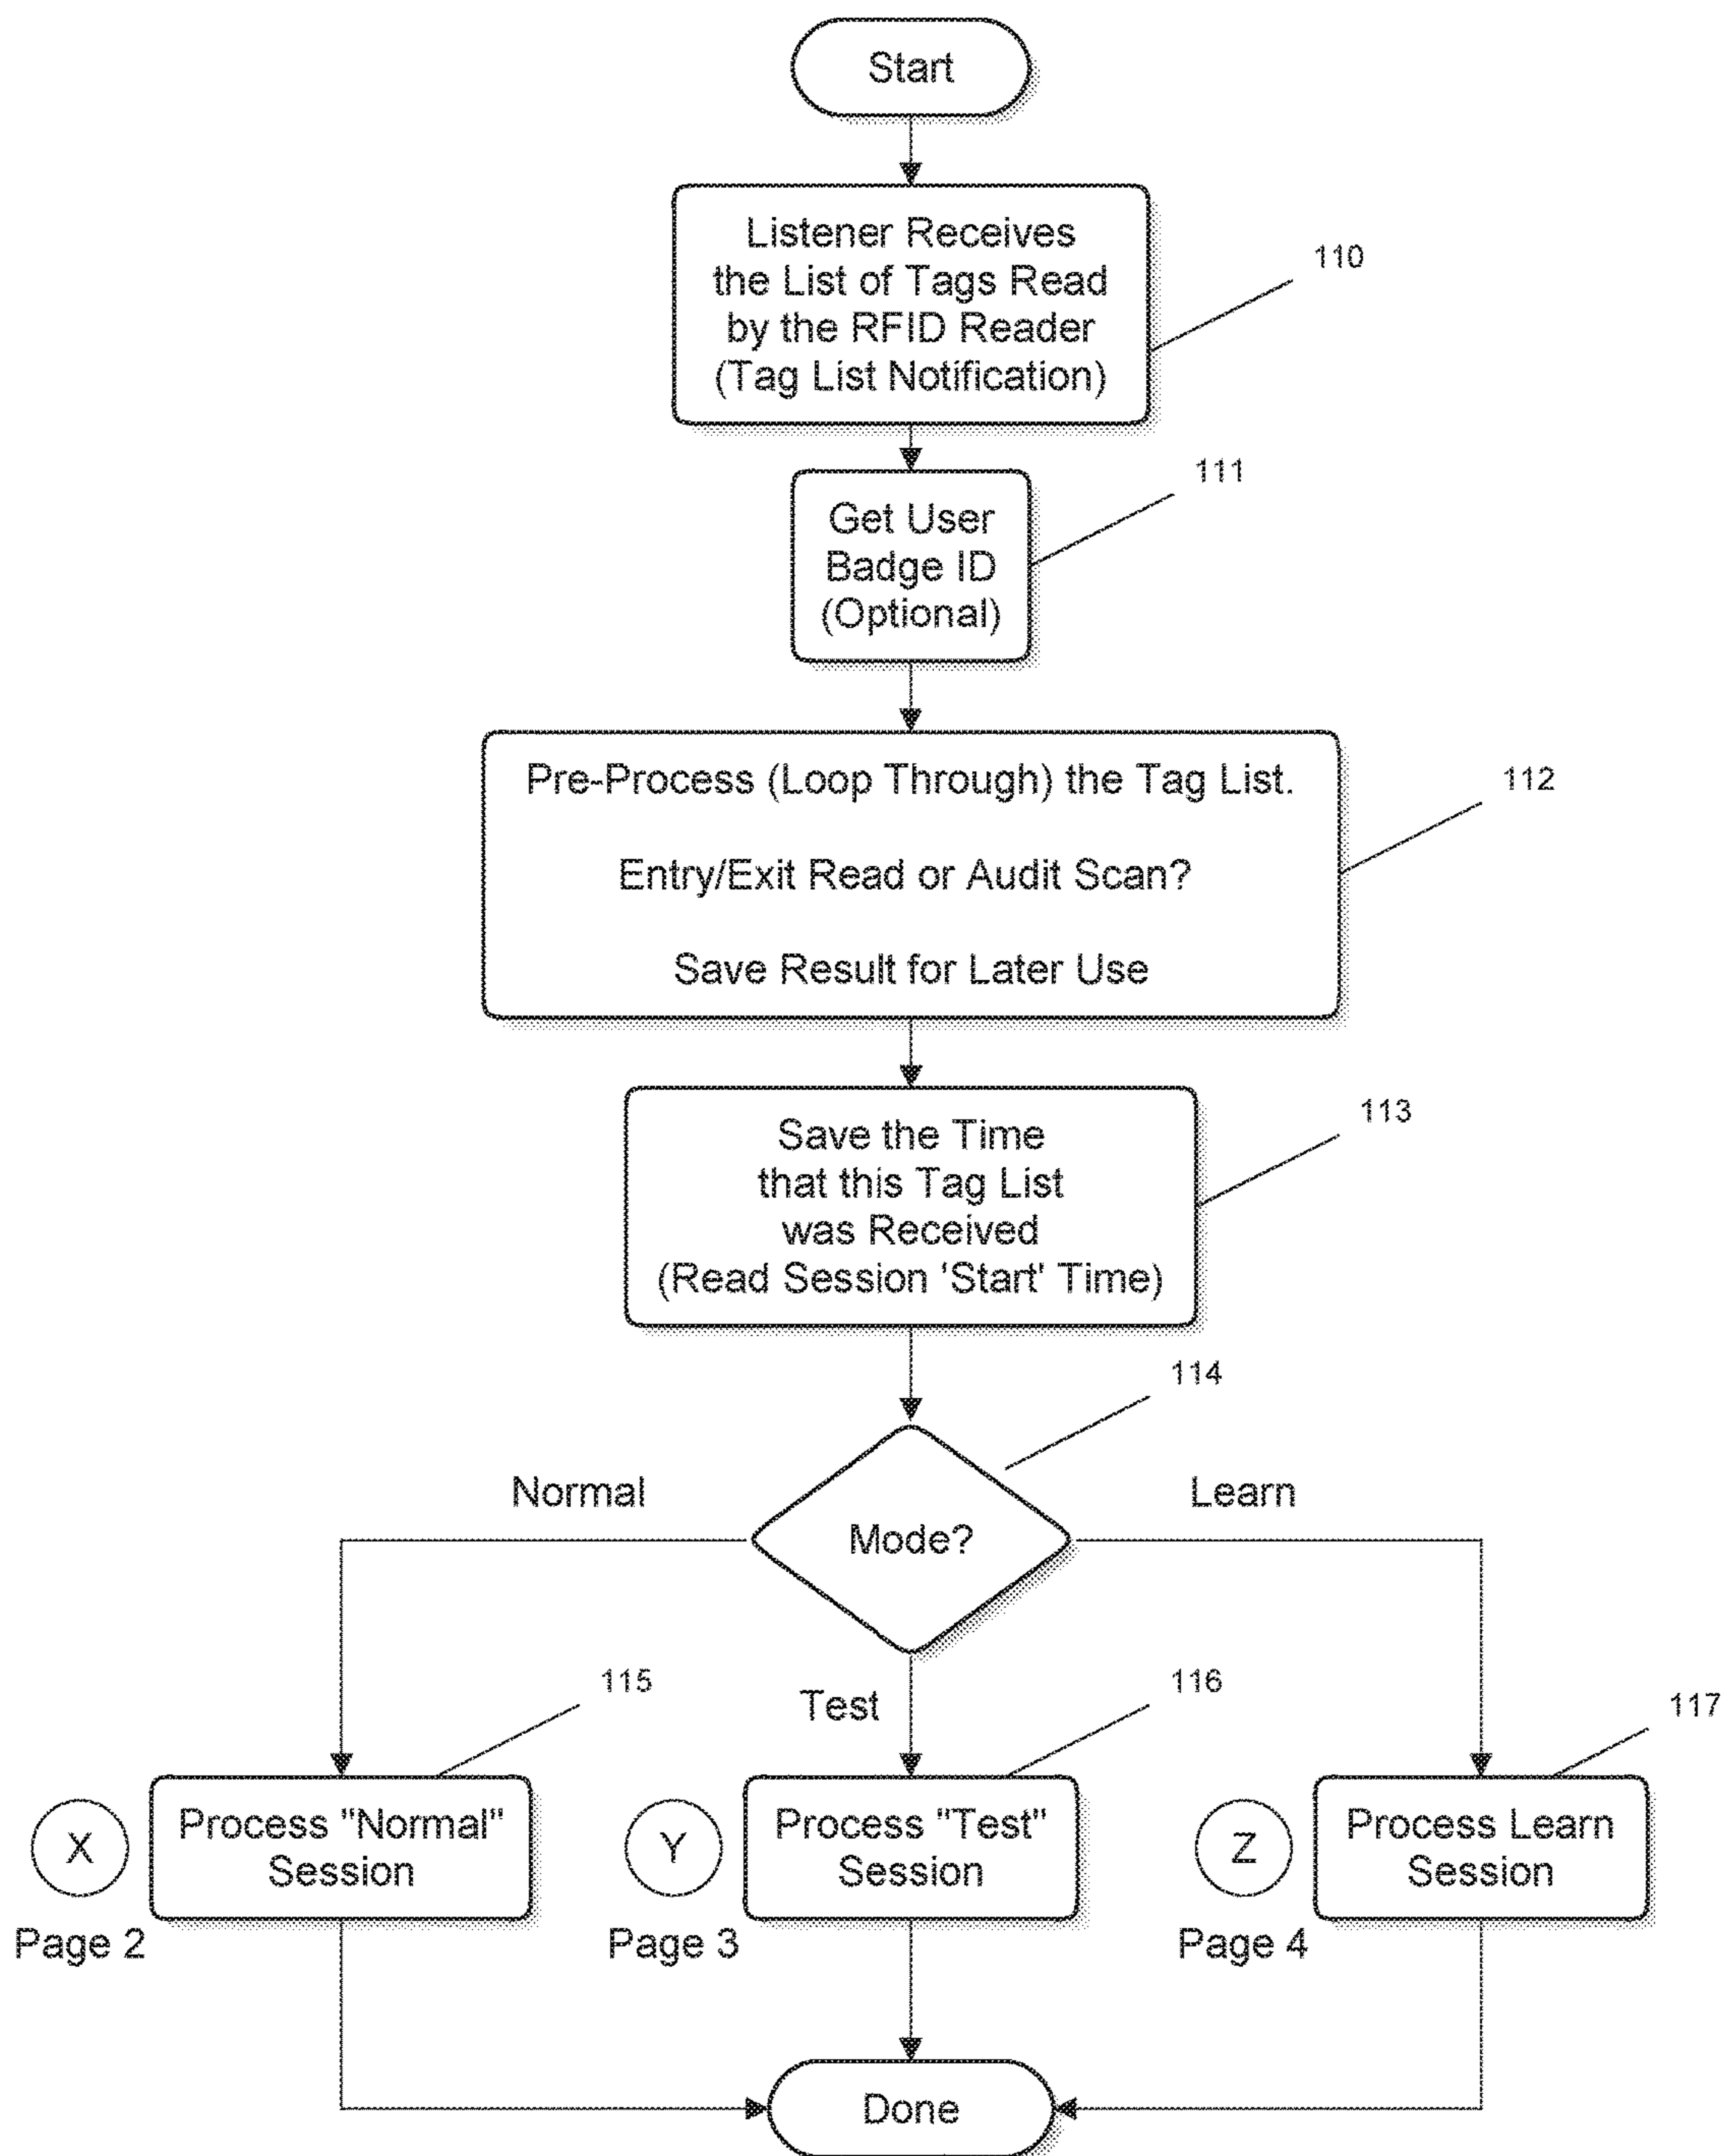 Start
Listener Receives
the List of Tags Read
by the RFID Reader
(Tag List Notification)
110
Get User
Badge ID
(Optional)
111
Pre-Process (Loop Through) the Tag List.
Entry/Exit Read or Audit Scan?
Save Result for Later Use
112
Save the Time
that this Tag List
was Received
(Read Session ‘Start' Time)
113
114
Normal
Mode?
Learn
Test
115
116
117
X
Process "Normal"
Session
Page 2
Y
Process "Test"
Session
Page 3
Z
Process Learn
Session
Page 4
Done